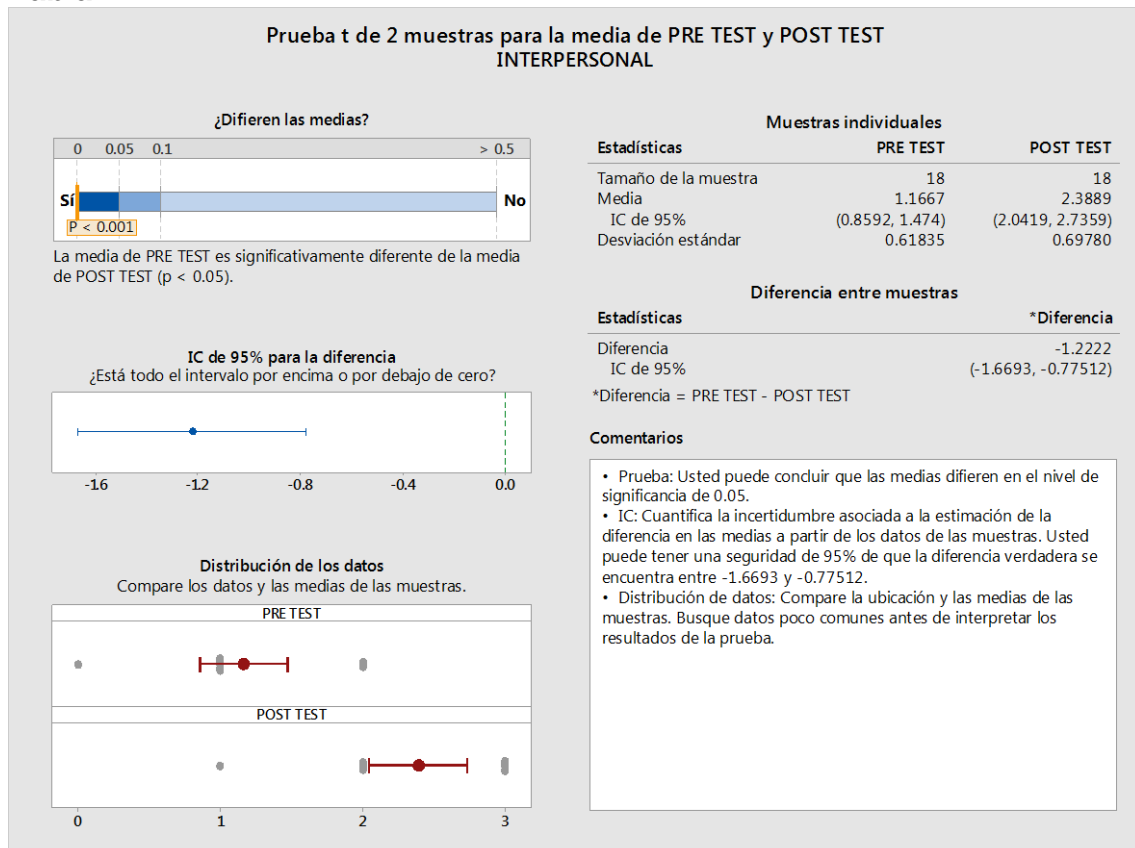 Prueba t de 2 muestras para la media de PRE TEST y POST TEST
INTERPERSONAL
¿Difieren las medias?
0 0.05 0.1 > 0.5
Sí No
P < 0.001
La media de PRE TEST es significativamente diferente de la media
de POST TEST (p < 0.05).
IC de 95% para la diferencia
¿Está todo el intervalo por encima o por debajo de cero?
-1.6 -1.2 -0.8 -0.4 0.0
Distribución de los datos
Compare los datos y las medias de las muestras.
PRE TEST
POST TEST
0 1 2 3
Muestras individuales
Estadísticas PRE TEST POST TEST
Tamaño de la muestra 18 18
Media 1.1667 2.3889
IC de 95% (0.8592, 1.474) (2.0419, 2.7359)
Desviación estándar 0.61835 0.69780
Diferencia entre muestras
Estadísticas *Diferencia
Diferencia -1.2222
IC de 95% (-1.6693, -0.77512)
*Diferencia = PRE TEST - POST TEST
Comentarios
• Prueba: Usted puede concluir que las medias difieren en el nivel de
significancia de 0.05.
• IC: Cuantifica la incertidumbre asociada a la estimación de la
diferencia en las medias a partir de los datos de las muestras. Usted
puede tener una seguridad de 95% de que la diferencia verdadera se
encuentra entre -1.6693 y -0.77512.
• Distribución de datos: Compare la ubicación y las medias de las
muestras. Busque datos poco comunes antes de interpretar los
resultados de la prueba.